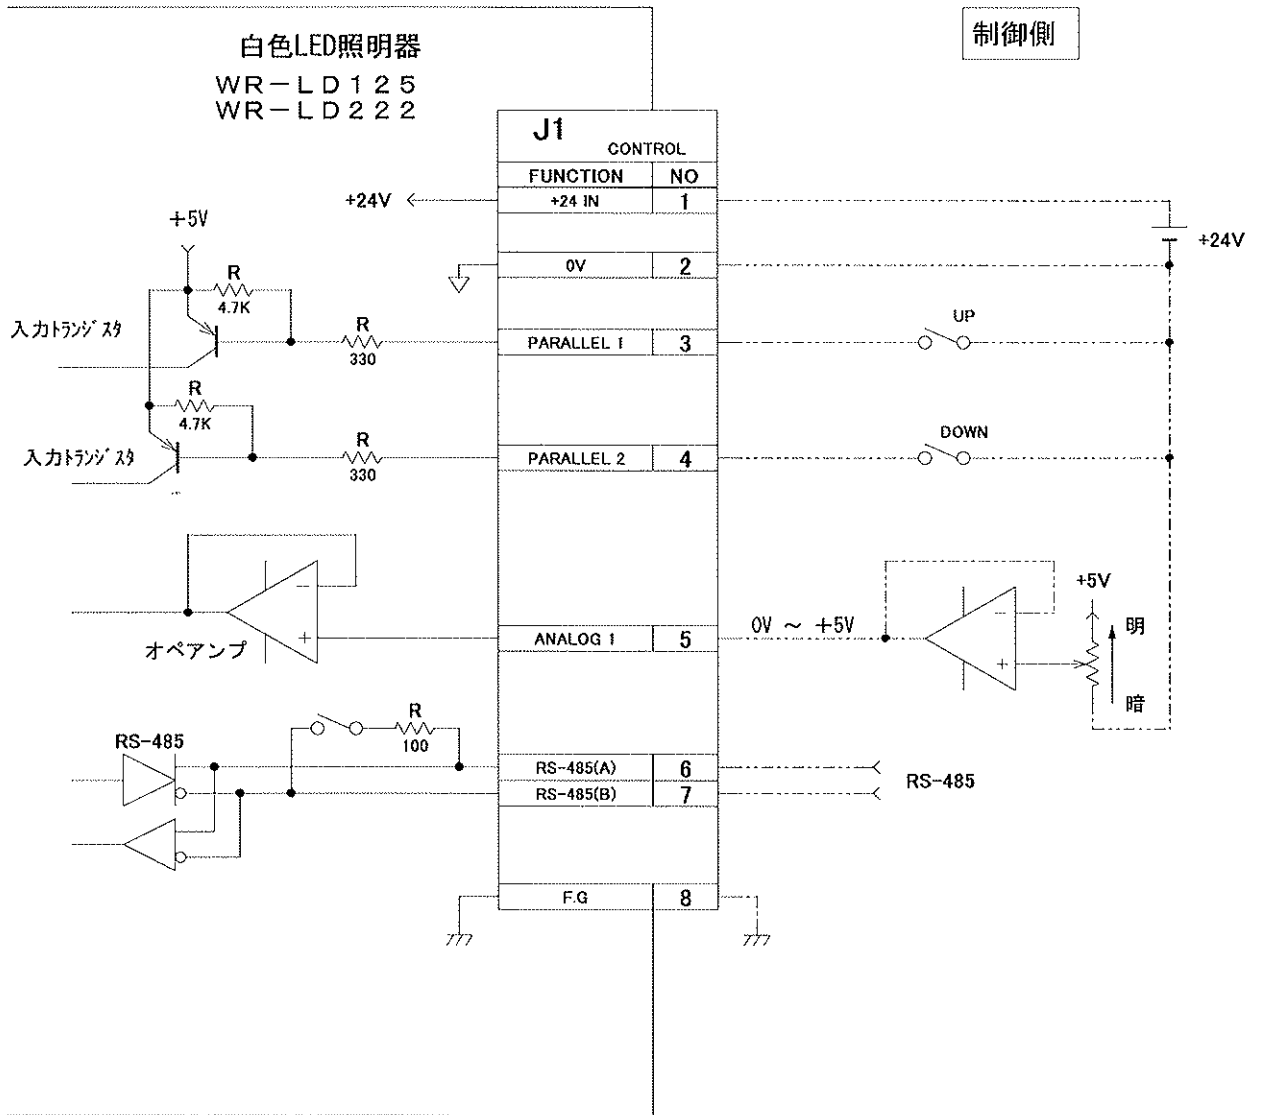 制御側
白色LED照明器
WR-LD125
WR-LD222
J1
CONTROL
FUNCTION NO
+24V
+24 IN 1
+24V
+5V
0V 2
R
4.7K
入力トランジスタ
R
330
PARALLEL 1 3
UP
R
4.7K
入力トランジスタ
R
330
PARALLEL 2 4
DOWN
オペアンプ
-
+
ANALOG 1 5
0V ~ +5V
-
+
+5V
明
暗
R
100
RS-485
RS-485(A) 6
RS-485(B) 7
RS-485
F.G 8